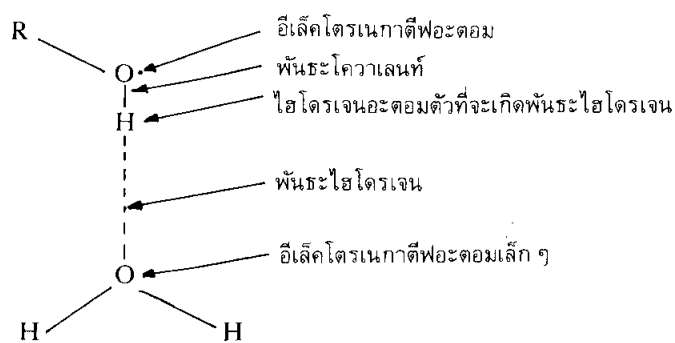 R
อีเล็คโตรเนกาตีฟอะตอม
O
พันธะโควาเลนท์
H
ไฮโดรเจนอะตอมตัวที่จะเกิดพันธะไฮโดรเจน
พันธะไฮโดรเจน
O
อีเล็คโตรเนกาตีฟอะตอมเล็ก ๆ
H H